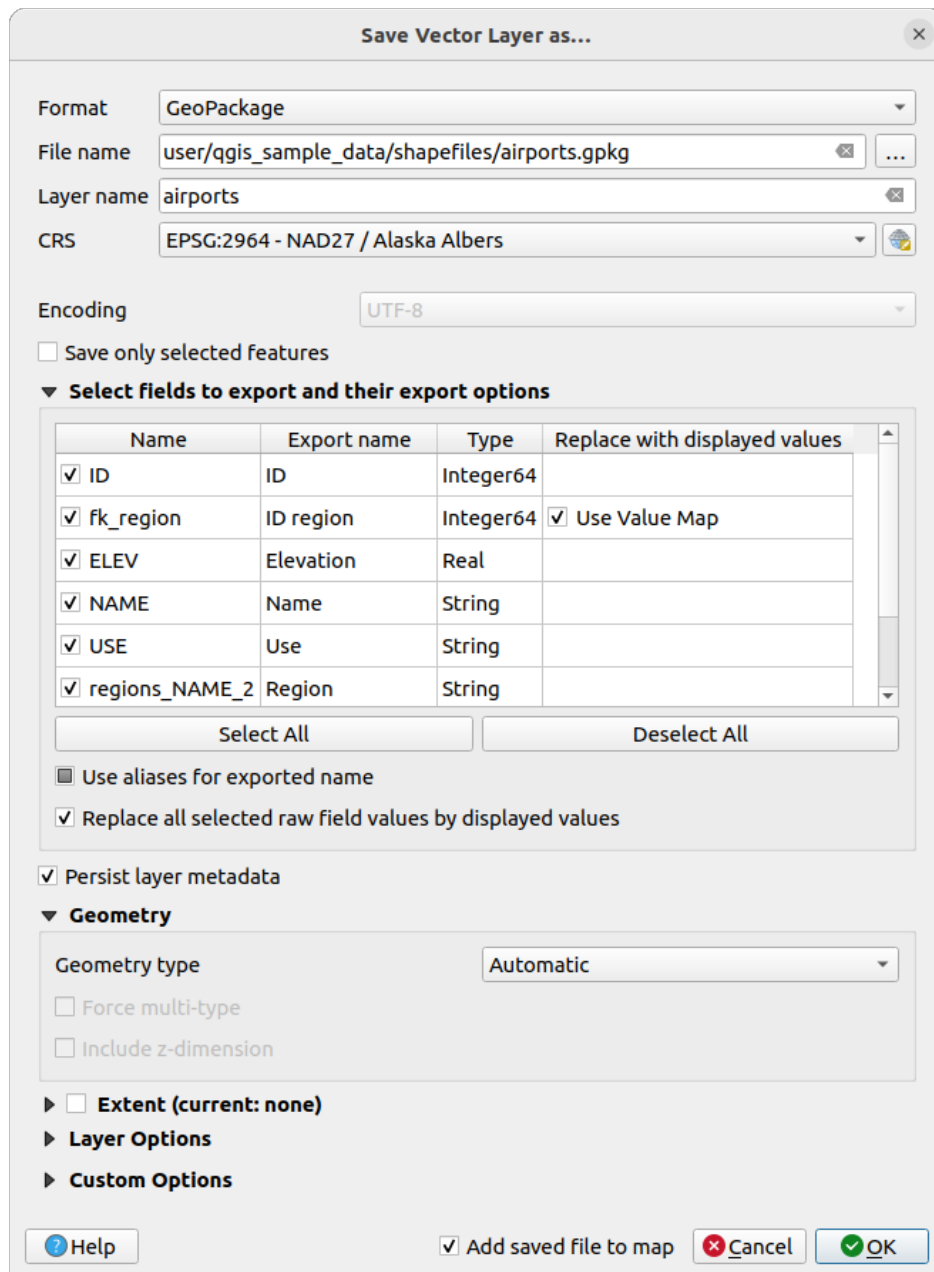 Save Vector Layer as...
Format GeoPackage
File name user/qgis_sample_data/shapefiles/airports.gpkg ...
Layer name airports
CRS EPSG:2964 - NAD27 / Alaska Albers
Encoding UTF-8
Save only selected features
Select fields to export and their export options
Name Export name Type Replace with displayed values
ID ID Integer64
fk_region ID region Integer64 Use Value Map
ELEV Elevation Real
NAME Name String
USE Use String
regions_NAME_2 Region String
Select All Deselect All
Use aliases for exported name
Replace all selected raw field values by displayed values
Persist layer metadata
Geometry
Geometry type Automatic
Force multi-type
Include z-dimension
Extent (current: none)
Layer Options
Custom Options
Help Add saved file to map Cancel OK